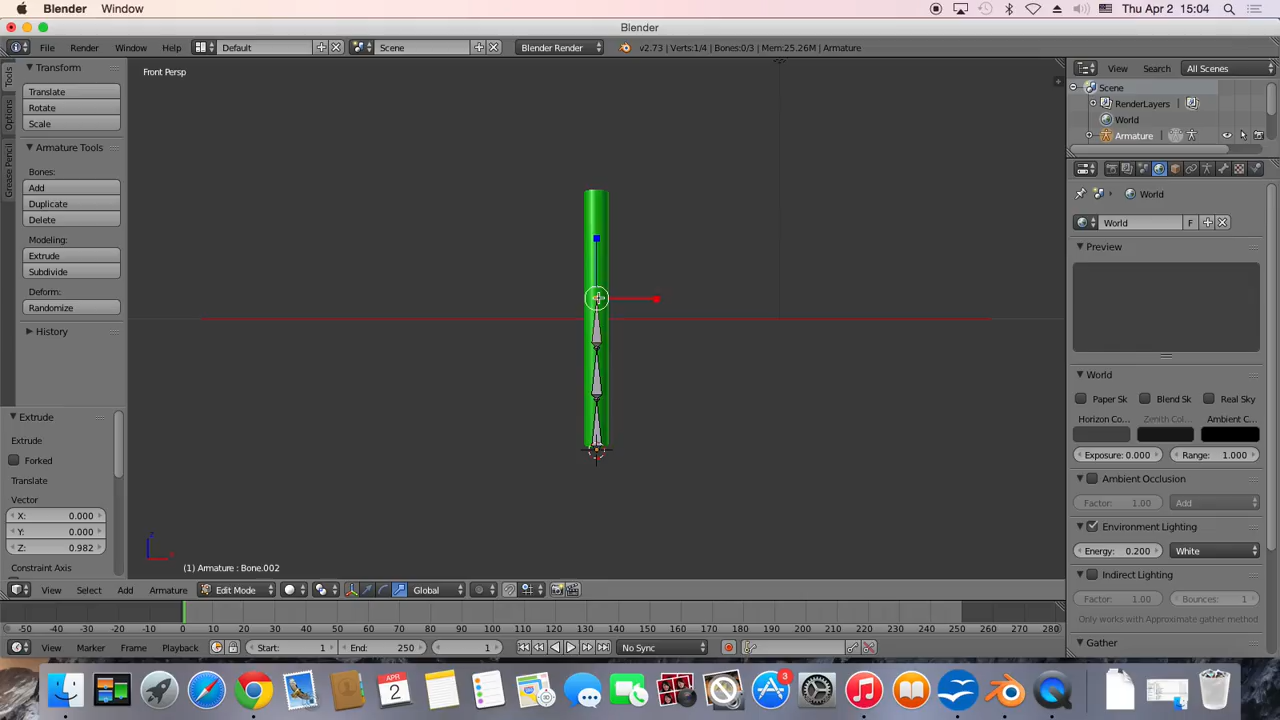 Blender Window Thu Apr 2 15:04
Blender
File Render Window Help Default Scene Blender Render v2.73 | Verts:1/4 | Bones:0/3 | Mem:25.26M | Armature
Tools
Options
Grease Pencil
Transform
Translate
Rotate
Scale
Armature Tools
Bones:
Add
Duplicate
Delete
Modeling:
Extrude
Subdivide
Deform:
Randomize
History
Extrude
Extrude
Forked
Translate
Vector
X: 0.000
Y: 0.000
Z: 0.982
Constraint Axis
Front Persp
(1) Armature : Bone.002
View Select Add Armature Edit Mode Global
-50 -40 -30 -20 -10 0 10 20 30 40 50 60 70 80 90 100 110 120 130 140 150 160 170 180 190 200 210 220 230 240 250 260 270 280
View Marker Frame Playback Start: 1 End: 250 1 No Sync
View Search All Scenes
Scene
RenderLayers
World
Armature
World
World F
Preview
World
Paper Sk Blend Sk Real Sky
Horizon Co Zenith Col... Ambient C...
Exposure: 0.000 Range: 1.000
Ambient Occlusion
Factor: 1.00 Add
Environment Lighting
Energy: 0.200 White
Indirect Lighting
Factor: 1.00 Bounces: 1
Only works with Approximate gather method
Gather
APR
2
3